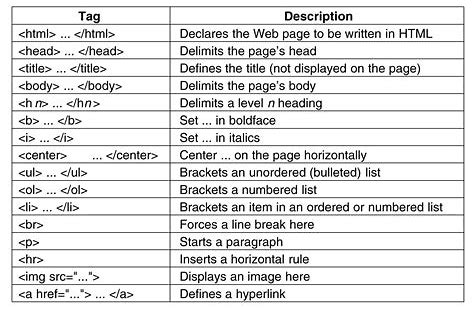 Tag Description
<html> ... </html> Declares the Web page to be written in HTML
<head> ... </head> Delimits the page's head
<title> ... </title> Defines the title (not displayed on the page)
<body> ... </body> Delimits the page's body
<h n> ... </h n> Delimits a level n heading
<b> ... </b> Set ... in boldface
<i> ... </i> Set ... in italics
<center> ... </center> Center ... on the page horizontally
<ul> ... </ul> Brackets an unordered (bulleted) list
<ol> ... </ol> Brackets a numbered list
<li> ... </li> Brackets an item in an ordered or numbered list
<br> Forces a line break here
<p> Starts a paragraph
<hr> Inserts a horizontal rule
<img src="..."> Displays an image here
<a href="..."> ... </a> Defines a hyperlink